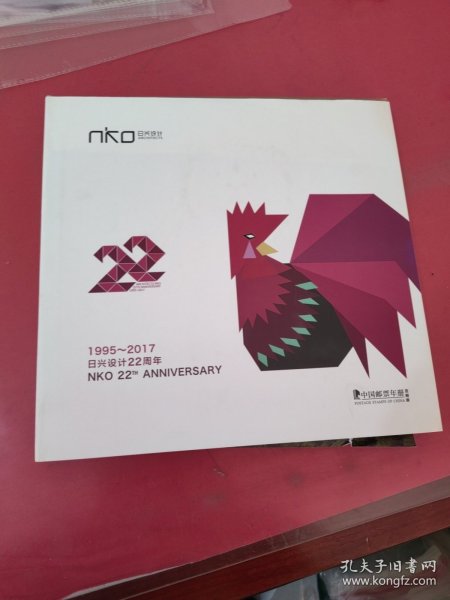 nko 日兴设计
22
1995~2017
日兴设计22周年
NKO 22TH ANNIVERSARY
中国邮票年册
POSTAGE STAMPS OF CHINA
孔夫子旧书网
www.kongfz.com